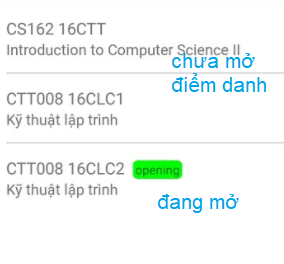 CS162 16CTT
Introduction to Computer Science II
chưa mở
điểm danh
CTT008 16CLC1
Kỹ thuật lập trình
CTT008 16CLC2 opening
Kỹ thuật lập trình
đang mở